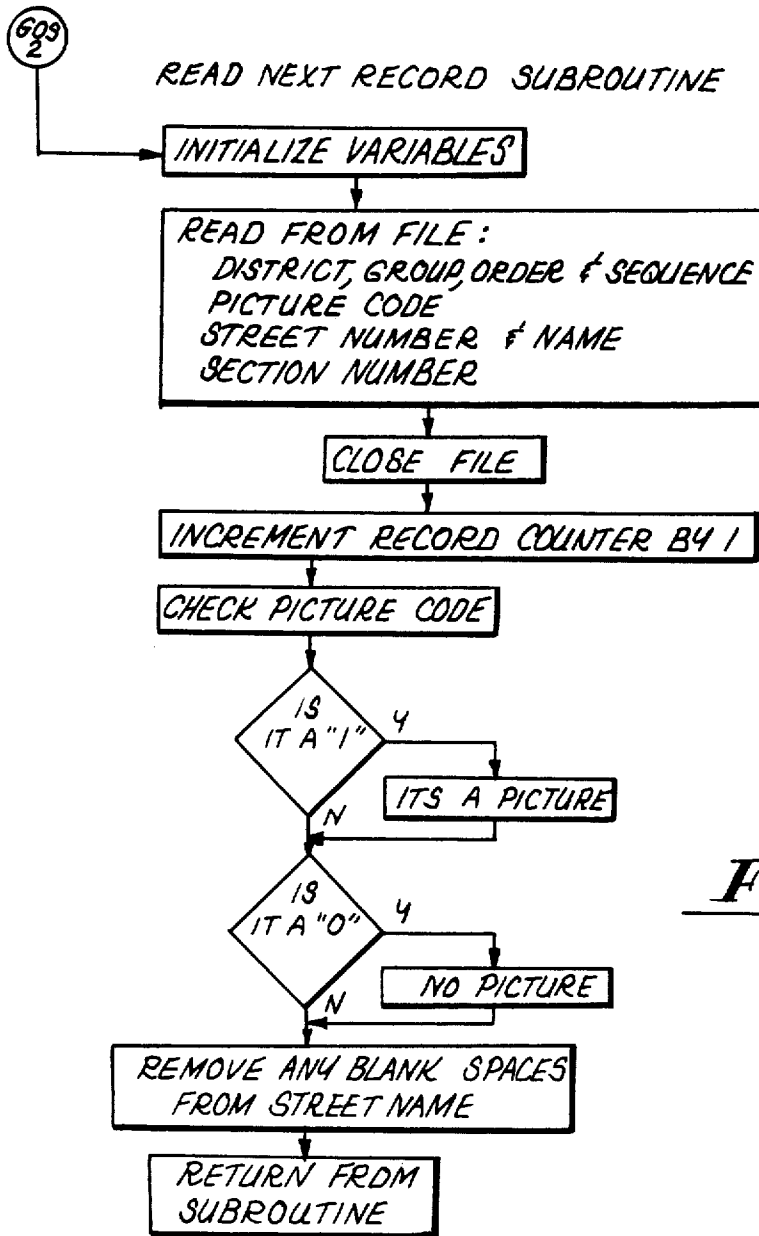 GOS
2
READ NEXT RECORD SUBROUTINE
INITIALIZE VARIABLES
READ FROM FILE:
DISTRICT, GROUP, ORDER & SEQUENCE
PICTURE CODE
STREET NUMBER & NAME
SECTION NUMBER
CLOSE FILE
INCREMENT RECORD COUNTER BY 1
CHECK PICTURE CODE
IS
IT A "1"
Y
ITS A PICTURE
N
IS
IT A "0"
Y
NO PICTURE
N
REMOVE ANY BLANK SPACES
FROM STREET NAME
RETURN FROM
SUBROUTINE